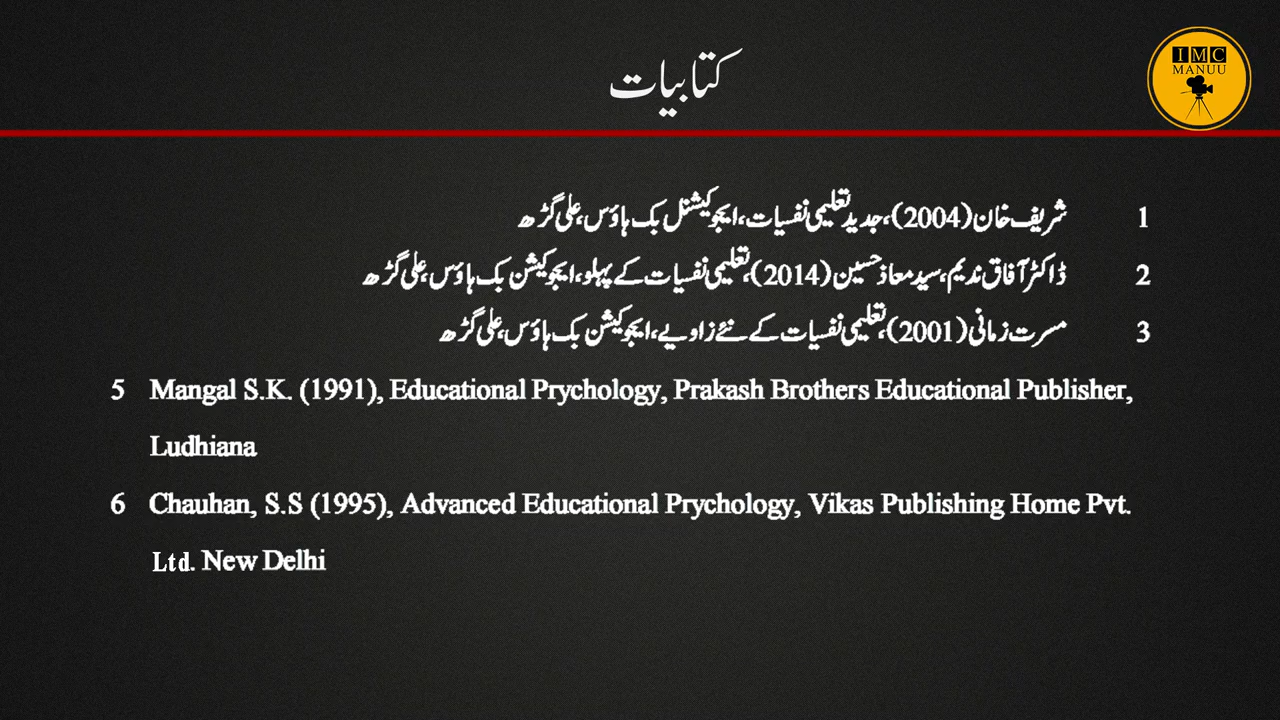 کتابیات
IMC
MANUU
1 شریف خان (2004)، جدید تعلیمی نفسیات، ایجوکیشنل بک ہاؤس، علی گڑھ
2 ڈاکٹر آفاق ندیم، سید معاذ حسین (2014)، تعلیمی نفسیات کے پہلو، ایجوکیشن بک ہاؤس، علی گڑھ
3 مسرت زمانی (2001)، تعلیمی نفسیات کے نئے زاویے، ایجوکیشن بک ہاؤس، علی گڑھ
5 Mangal S.K. (1991), Educational Prychology, Prakash Brothers Educational Publisher,
Ludhiana
6 Chauhan, S.S (1995), Advanced Educational Prychology, Vikas Publishing Home Pvt.
Ltd. New Delhi